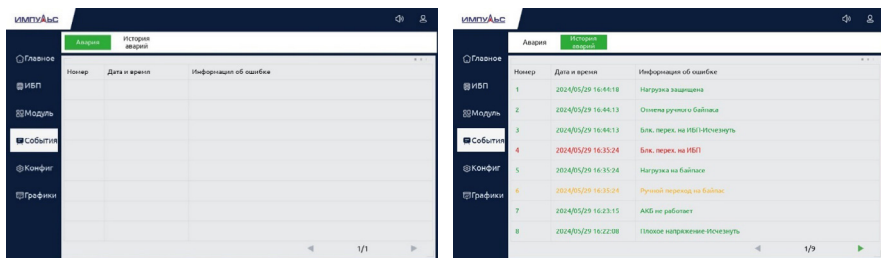 ИМПУЛЬС
Авария
История
аварий
Главное
ИБП
Модуль
События
Конфиг
Графики
Номер Дата и время Информация об ошибке
1/1
ИМПУЛЬС
Авария
История
аварий
Главное
ИБП
Модуль
События
Конфиг
Графики
Номер Дата и время Информация об ошибке
1 2024/05/29 16:44:18 Нагрузка защищена
2 2024/05/29 16:44:13 Отмена ручного байпаса
3 2024/05/29 16:44:13 Блк. перех. на ИБП-Исчезнуть
4 2024/05/29 16:35:24 Блк. перех. на ИБП
5 2024/05/29 16:35:24 Нагрузка на байпасе
6 2024/05/29 16:35:24 Ручной переход на байпас
7 2024/05/29 16:23:15 АКБ не работает
8 2024/05/29 16:22:08 Плохое напряжение-Исчезнуть
1/9